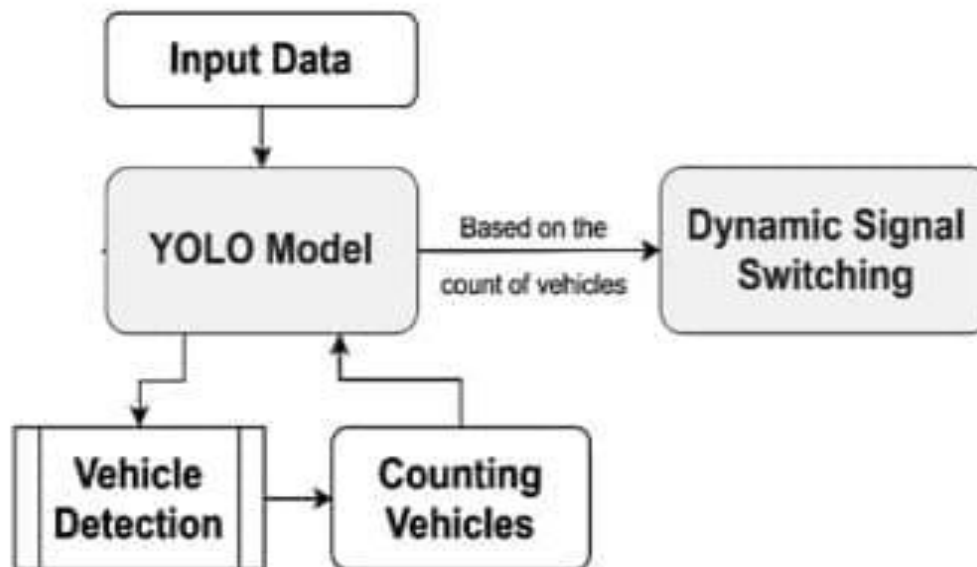 Input Data
YOLO Model
Based on the
count of vehicles
Dynamic Signal
Switching
Vehicle
Detection
Counting
Vehicles